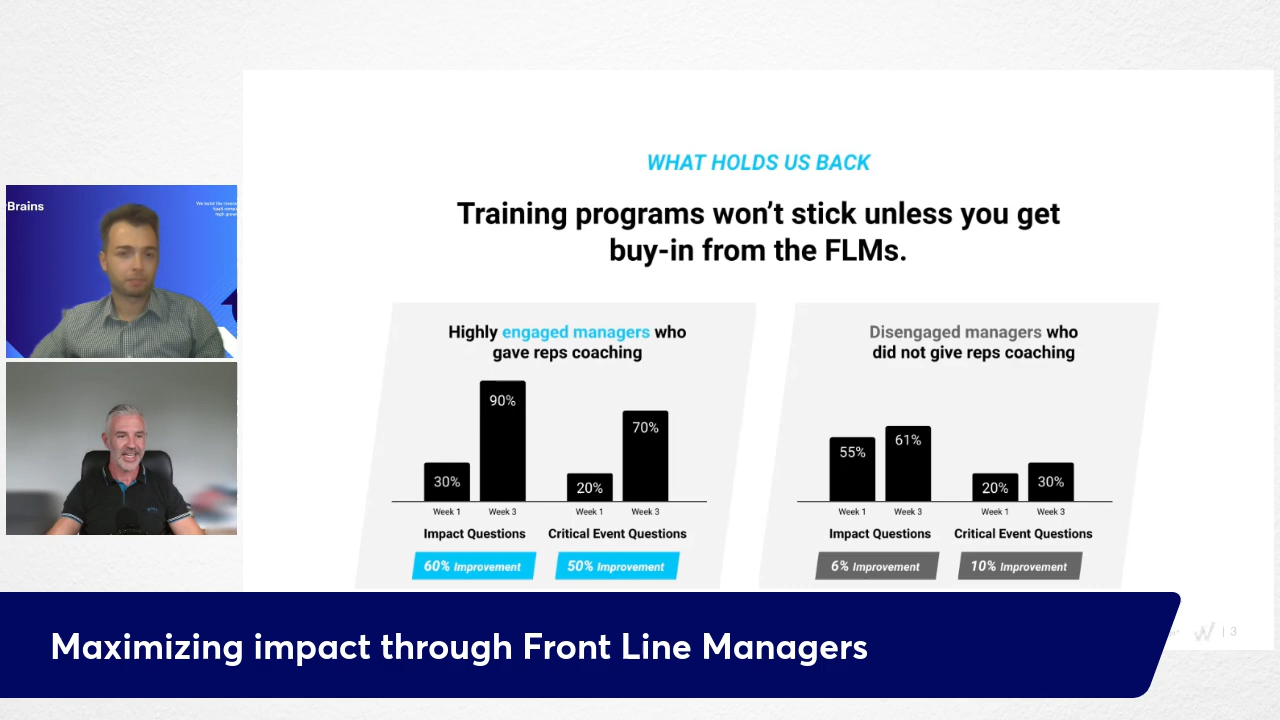 WHAT HOLDS US BACK
Training programs won't stick unless you get
buy-in from the FLMs.
Brains
Highly engaged managers who
gave reps coaching
30%
90%
20%
70%
Week 1
Week 3
Week 1
Week 3
Impact Questions
Critical Event Questions
60% Improvement
50% Improvement
Disengaged managers who
did not give reps coaching
55%
61%
20%
30%
Week 1
Week 3
Week 1
Week 3
Impact Questions
Critical Event Questions
6% Improvement
10% Improvement
| 3
Maximizing impact through Front Line Managers